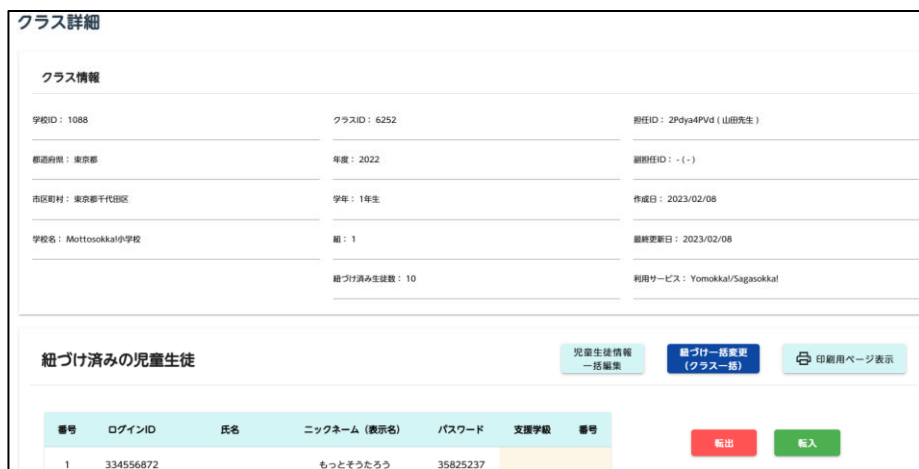 クラス詳細
クラス情報
学校ID： 1088
クラスID： 6252
担任ID： 2Pdya4PVd ( 山田先生 )
都道府県： 東京都
年度： 2022
副担任ID： - ( - )
市区町村： 東京都千代田区
学年： 1年生
作成日： 2023/02/08
学校名： Mottosokka!小学校
組： 1
最終更新日： 2023/02/08
紐づけ済み生徒数： 10
利用サービス： Yomokka!/Sagasokka!
紐づけ済みの児童生徒
児童生徒情報
一括編集
紐づけ一括変更
(クラス一括)
印刷用ページ表示
番号 ログインID 氏名 ニックネーム（表示名） パスワード 支援学級 番号
転出
転入
1 334556872 もっとそうたろう 35825237